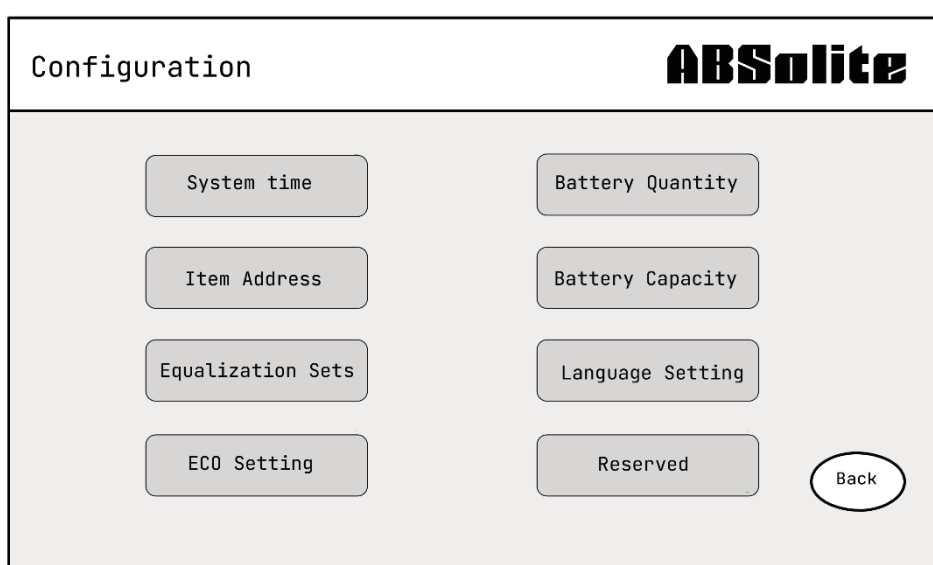 Configuration
ABSolite
System time
Battery Quantity
Item Address
Battery Capacity
Equalization Sets
Language Setting
ECO Setting
Reserved
Back